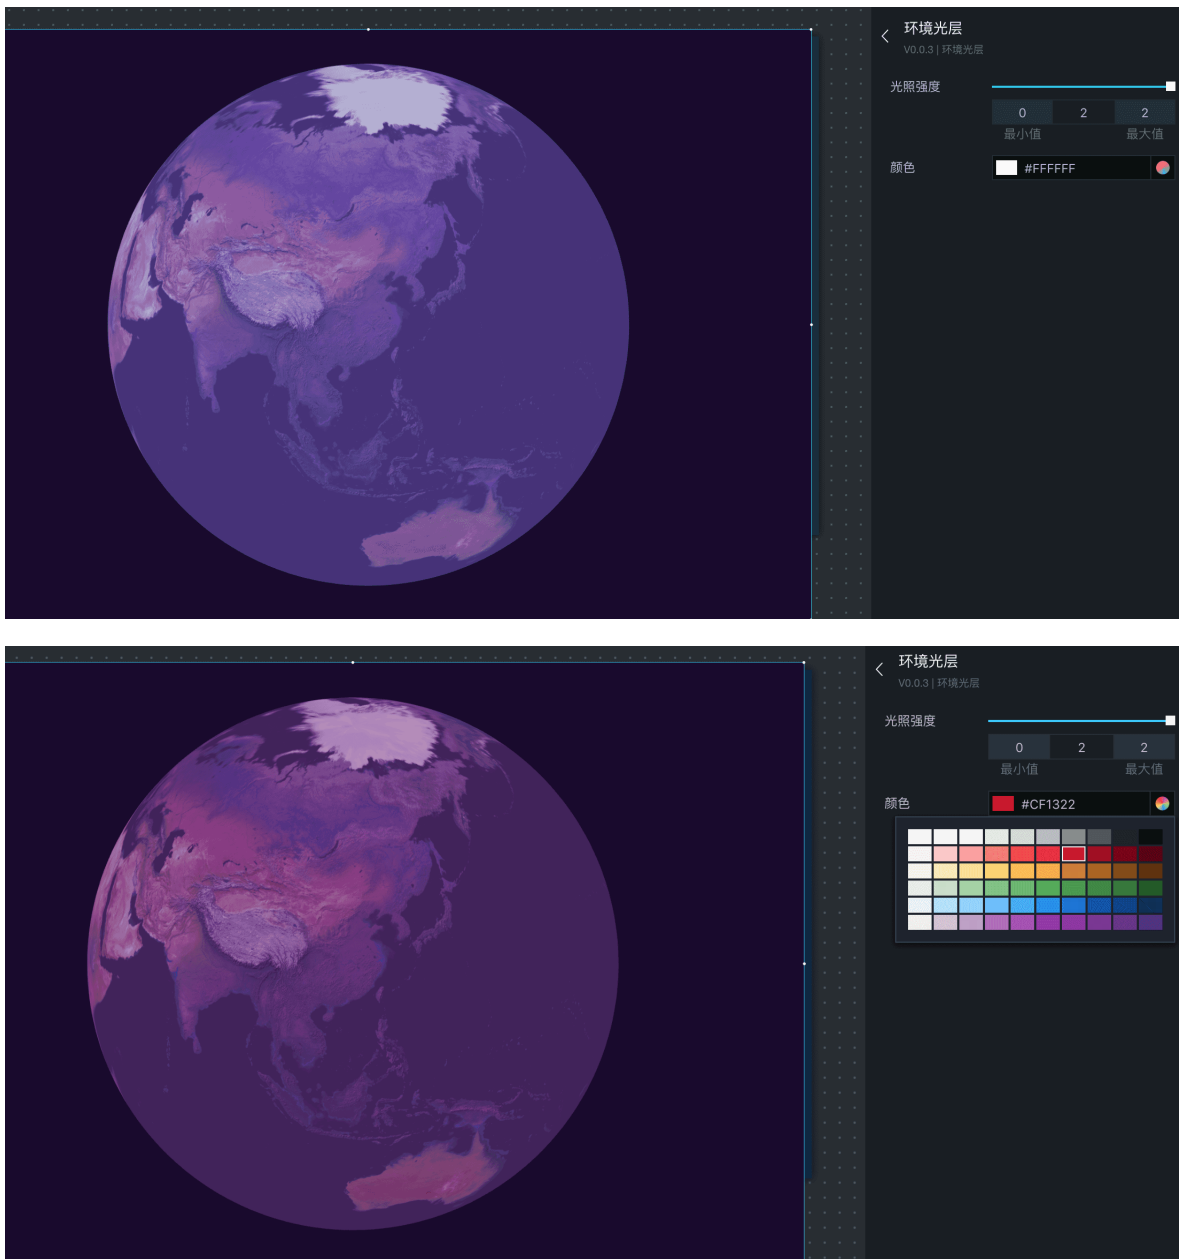 环境光层
V0.0.3 | 环境光层
光照强度
0 2 2
最小值 最大值
颜色 #FFFFFF
环境光层
V0.0.3 | 环境光层
光照强度
0 2 2
最小值 最大值
颜色 #CF1322